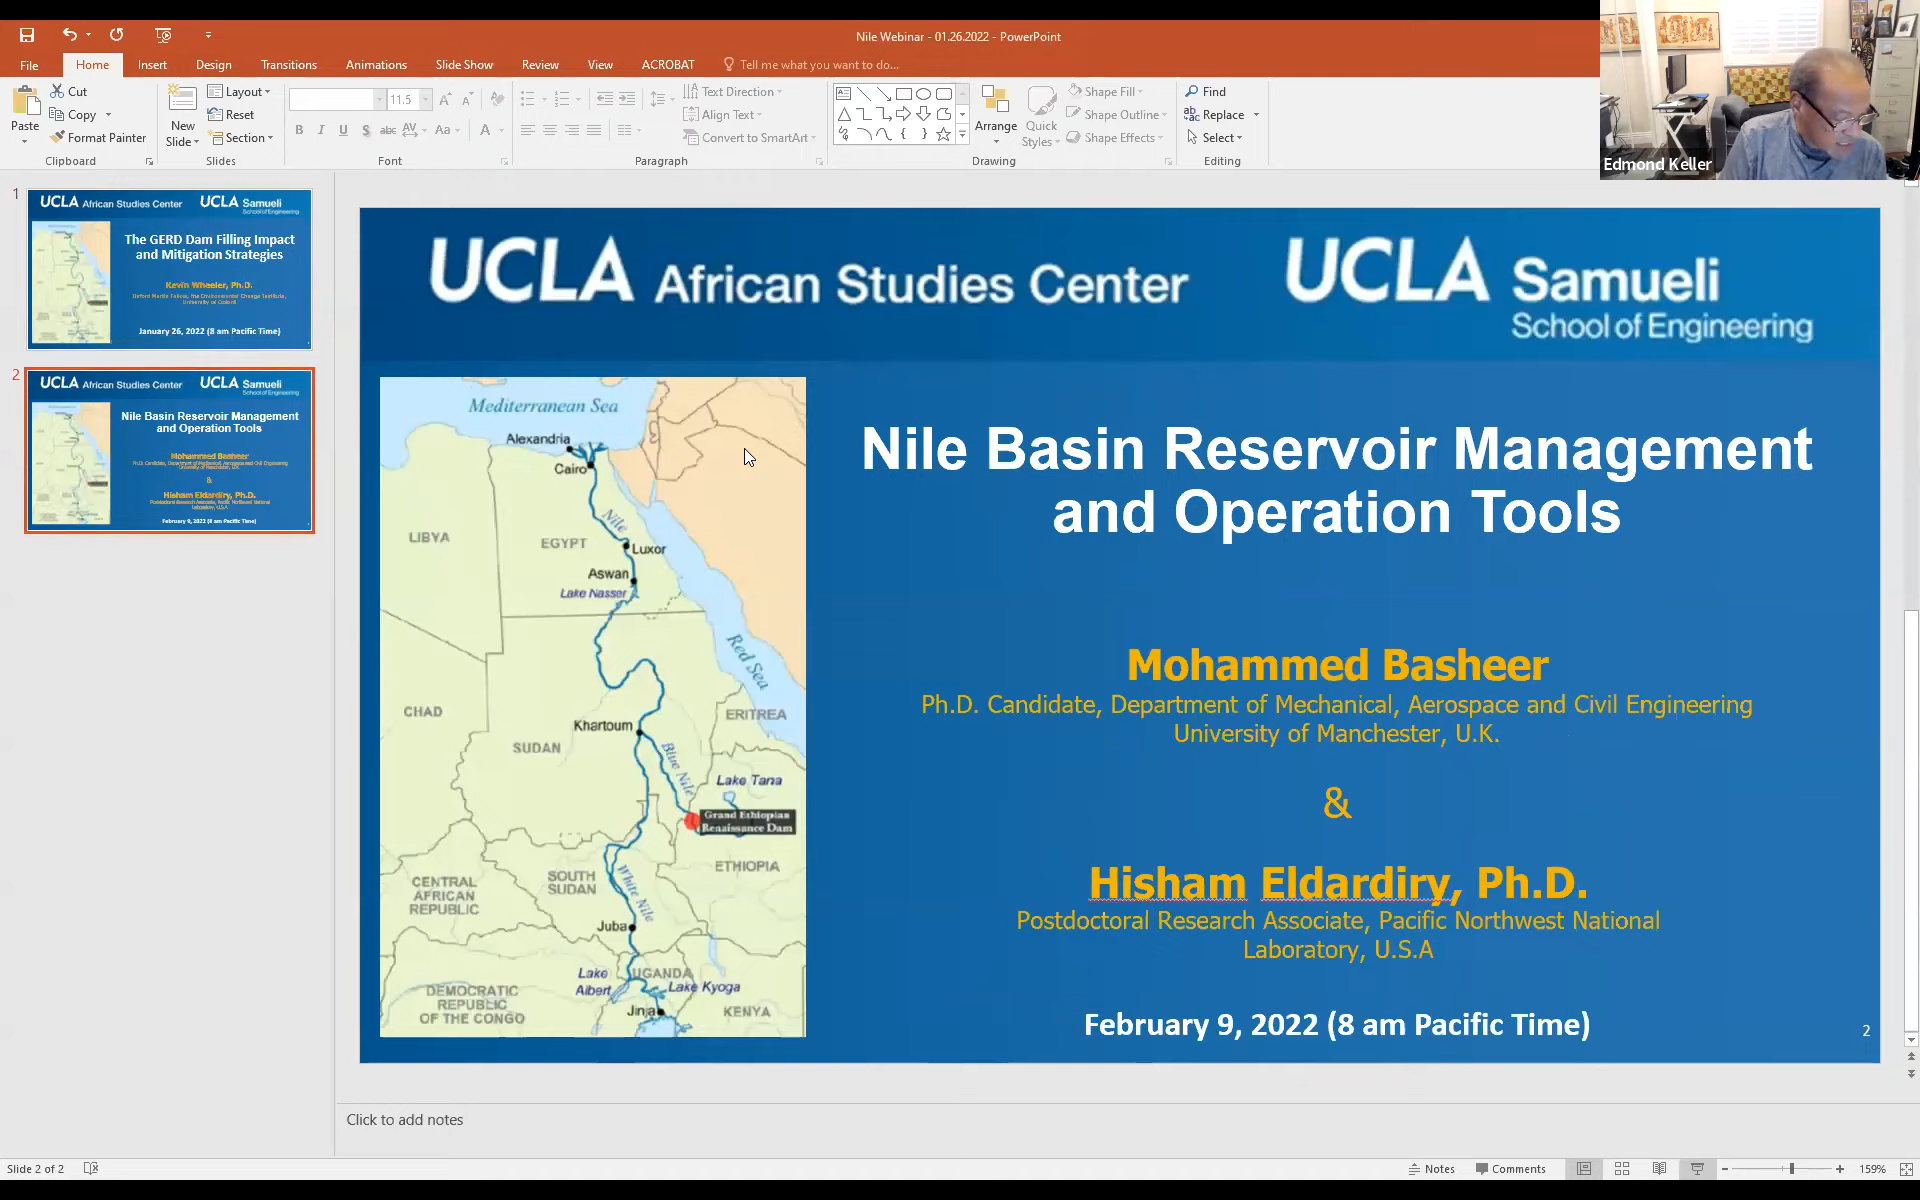 Nile Webinar - 01.26.2022 - PowerPoint
File Home Insert Design Transitions Animations Slide Show Review View ACROBAT Tell me what you want to do...
Cut
Copy
Format Painter
Paste
Clipboard
New Slide
Layout
Reset
Section
Slides
11.5
Font
Text Direction
Align Text
Convert to SmartArt
Paragraph
Arrange
Quick Styles
Shape Fill
Shape Outline
Shape Effects
Drawing
Find
Replace
Select
Editing
Edmond Keller
1
UCLA African Studies Center UCLA Samueli
School of Engineering
The GERD Dam Filling Impact
and Mitigation Strategies
Kevin Wheeler, Ph.D.
Oxford Martin Fellow, the Environmental Change Institute,
University of Oxford
January 26, 2022 (8 am Pacific Time)
2
UCLA African Studies Center UCLA Samueli
School of Engineering
Nile Basin Reservoir Management
and Operation Tools
Mohammed Basheer
Ph.D. Candidate, Department of Mechanical, Aerospace and Civil Engineering
University of Manchester, U.K.
&
Hisham Eldardiry, Ph.D.
Postdoctoral Research Associate, Pacific Northwest National
Laboratory, U.S.A
February 9, 2022 (8 am Pacific Time)
UCLA African Studies Center UCLA Samueli
School of Engineering
Mediterranean Sea
Alexandria
Cairo
Nile
LIBYA
EGYPT
Luxor
Aswan
Lake Nasser
Red Sea
CHAD
SUDAN
Khartoum
ERITREA
Blue Nile
Lake Tana
Grand Ethiopian
Renaissance Dam
ETHIOPIA
CENTRAL
AFRICAN
REPUBLIC
SOUTH
SUDAN
White Nile
Juba
Lake
Albert
UGANDA
Lake Kyoga
DEMOCRATIC
REPUBLIC
OF THE CONGO
Jinja
KENYA
Nile Basin Reservoir Management
and Operation Tools
Mohammed Basheer
Ph.D. Candidate, Department of Mechanical, Aerospace and Civil Engineering
University of Manchester, U.K.
&
Hisham Eldardiry, Ph.D.
Postdoctoral Research Associate, Pacific Northwest National
Laboratory, U.S.A
February 9, 2022 (8 am Pacific Time)
2
Click to add notes
Slide 2 of 2
Notes Comments 159%